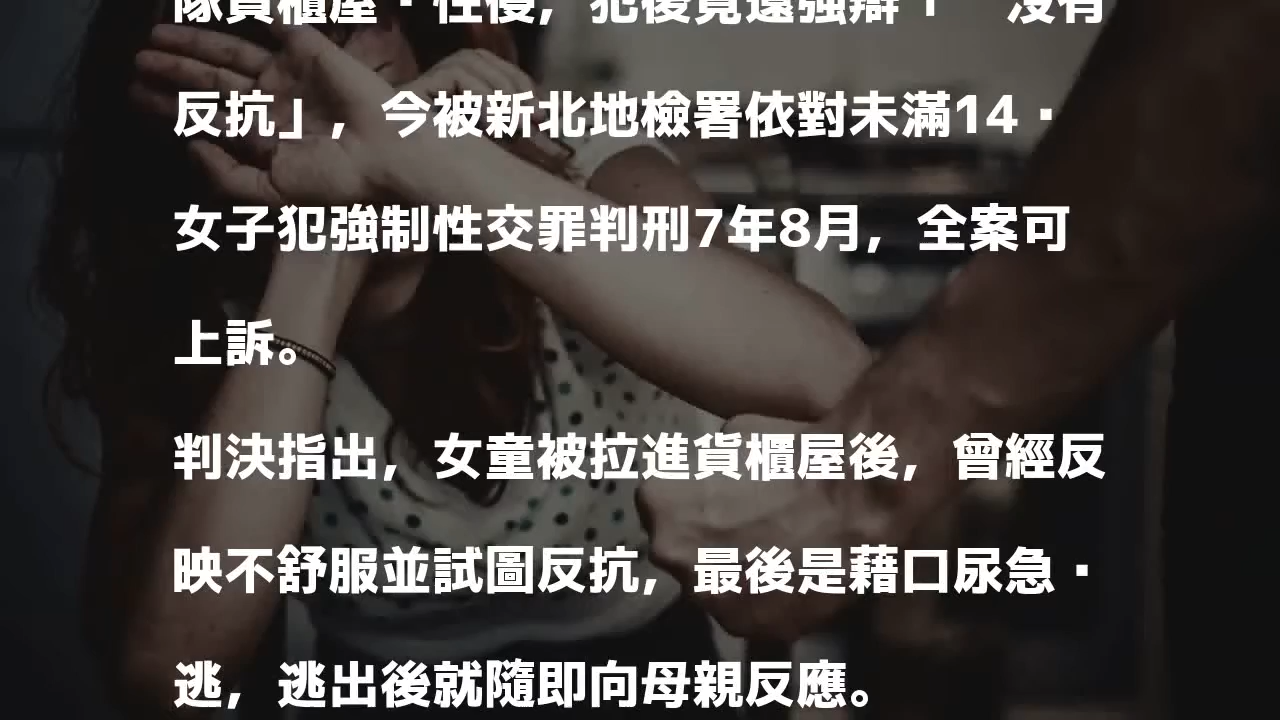 隊貨櫃屋▪性侵，犯後竟還強辯「▪沒有
反抗」，今被新北地檢署依對未滿14▪
女子犯強制性交罪判刑7年8月，全案可
上訴。
判決指出，女童被拉進貨櫃屋後，曾經反
映不舒服並試圖反抗，最後是藉口尿急▪
逃，逃出後就隨即向母親反應。